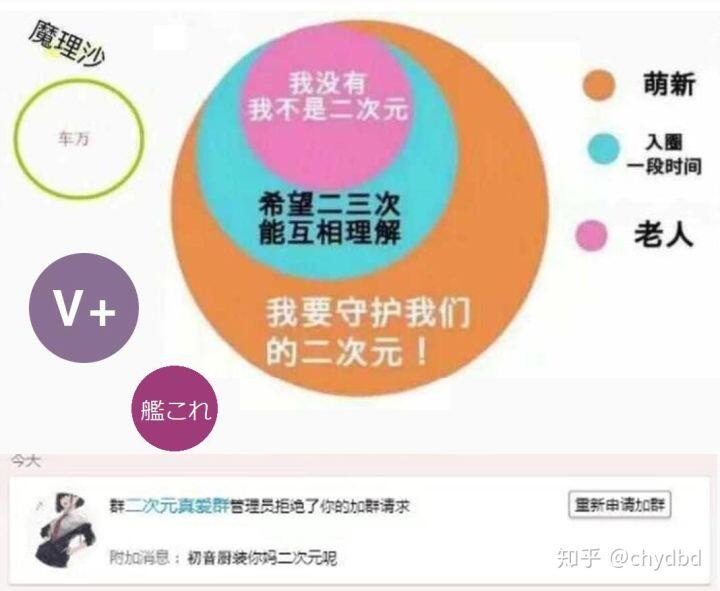 魔理沙
车万
我没有
我不是二次元
希望二三次
能互相理解
我要守护我们
的二次元！
萌新
入圈
一段时间
老人
V+
艦これ
今天
群二次元真爱群管理员拒绝了你的加群请求
重新申请加群
附加消息：初音厨装你妈二次元呢
知乎 @chydbd